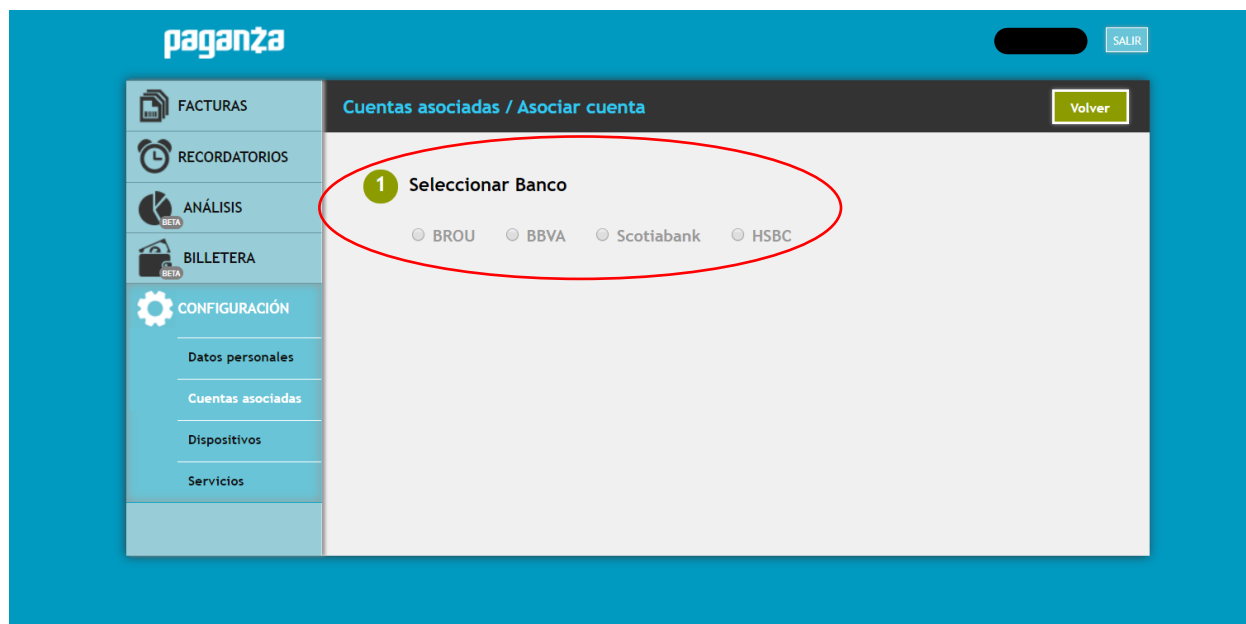 paganza
SALIR
FACTURAS
RECORDATORIOS
ANÁLISIS
BETA
BILLETERA
BETA
CONFIGURACIÓN
Datos personales
Cuentas asociadas
Dispositivos
Servicios
Cuentas asociadas / Asociar cuenta
Volver
1 Seleccionar Banco
BROU BBVA Scotiabank HSBC